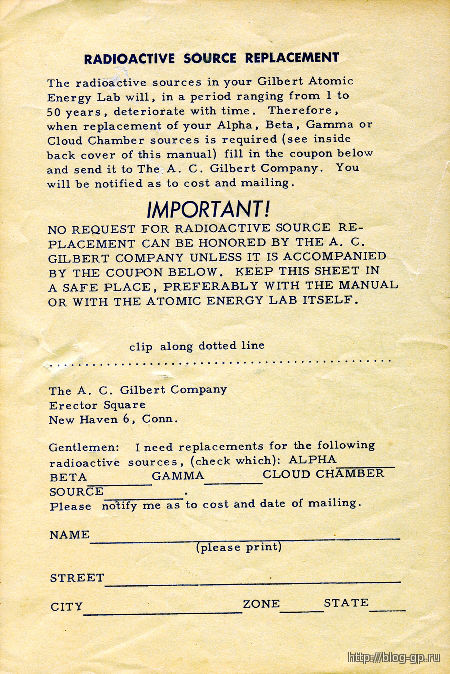 RADIOACTIVE SOURCE REPLACEMENT
The radioactive sources in your Gilbert Atomic
Energy Lab will, in a period ranging from 1 to
50 years, deteriorate with time. Therefore,
when replacement of your Alpha, Beta, Gamma or
Cloud Chamber sources is required (see inside
back cover of this manual) fill in the coupon below
and send it to The A. C. Gilbert Company. You
will be notified as to cost and mailing.
IMPORTANT!
NO REQUEST FOR RADIOACTIVE SOURCE RE-
PLACEMENT CAN BE HONORED BY THE A. C.
GILBERT COMPANY UNLESS IT IS ACCOMPANIED
BY THE COUPON BELOW. KEEP THIS SHEET IN
A SAFE PLACE, PREFERABLY WITH THE MANUAL
OR WITH THE ATOMIC ENERGY LAB ITSELF.
clip along dotted line
The A. C. Gilbert Company
Erector Square
New Haven 6, Conn.
Gentlemen: I need replacements for the following
radioactive sources, (check which): ALPHA
BETA GAMMA CLOUD CHAMBER
SOURCE .
Please notify me as to cost and date of mailing.
NAME
(please print)
STREET
CITY ZONE STATE
http://blog-gp.ru